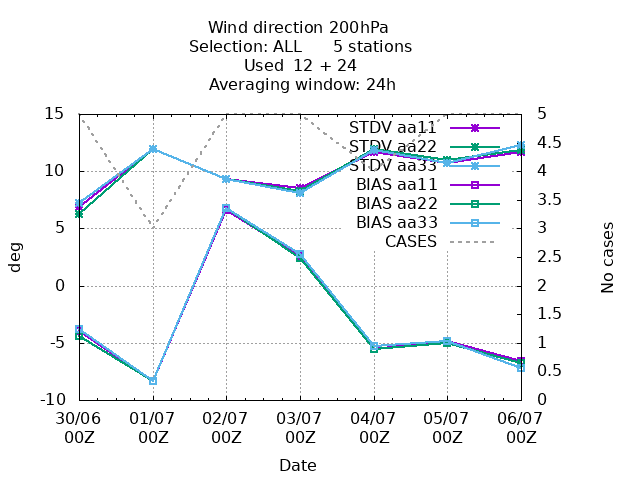 Wind direction 200hPa
Selection: ALL 5 stations
Used 12 + 24
Averaging window: 24h
15
10
5
0
-5
-10
deg
5
4.5
4
3.5
3
2.5
2
1.5
1
0.5
0
No cases
STDV aa11
STDV aa22
STDV aa33
BIAS aa11
BIAS aa22
BIAS aa33
CASES
30/06 01/07 02/07 03/07 04/07 05/07 06/07
00Z 00Z 00Z 00Z 00Z 00Z 00Z
Date